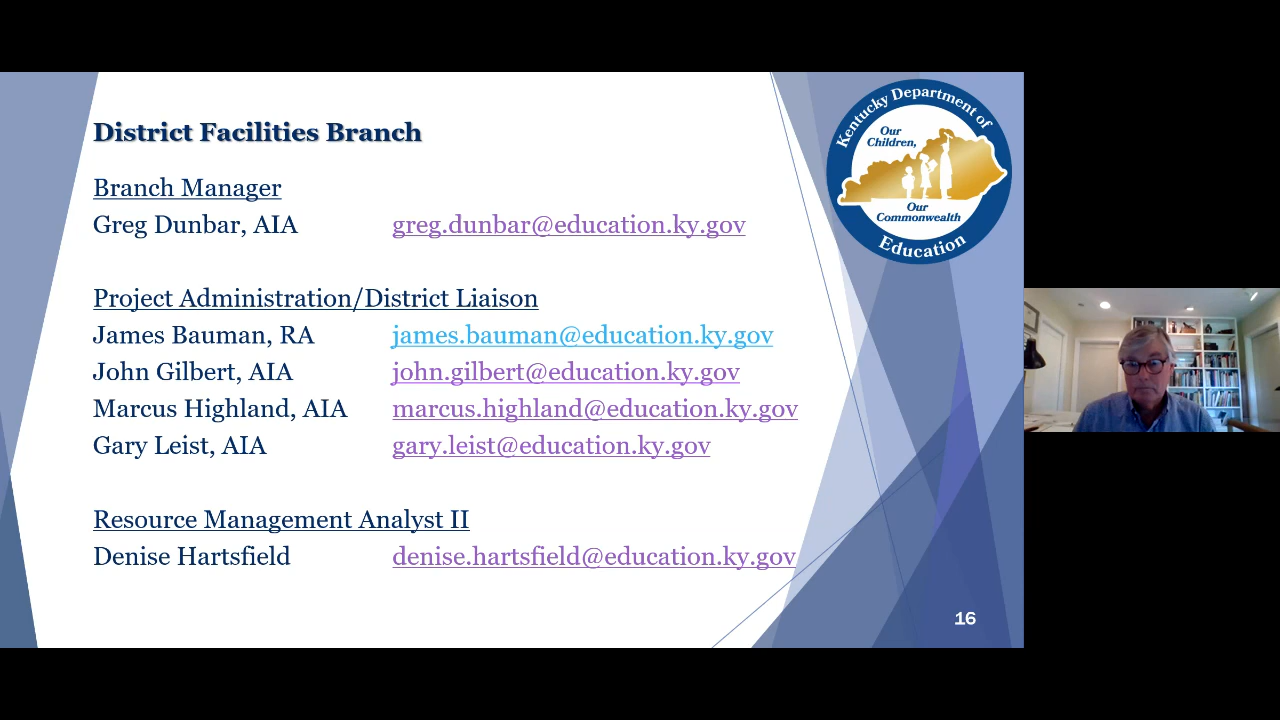 District Facilities Branch
Branch Manager
Greg Dunbar, AIA greg.dunbar@education.ky.gov
Project Administration/District Liaison
James Bauman, RA james.bauman@education.ky.gov
John Gilbert, AIA john.gilbert@education.ky.gov
Marcus Highland, AIA marcus.highland@education.ky.gov
Gary Leist, AIA gary.leist@education.ky.gov
Resource Management Analyst II
Denise Hartsfield denise.hartsfield@education.ky.gov
Kentucky Department of
Our
Children,
Our
Commonwealth
Education
16